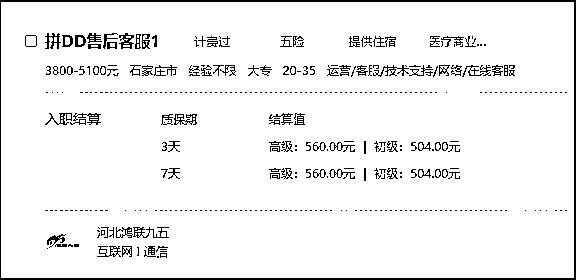 拼DD售后客服1 计毫过 五险 提供住宿 医疗商业...
3800-5100元 石家庄市 经验不限 大专 20-35 运营/客服/技术支持/网络/在线客服
入职结算 质保期 结算值
3天 高级：560.00元 | 初级：504.00元
7天 高级：560.00元 | 初级：504.00元
河北鸿联九五
互联网 | 通信